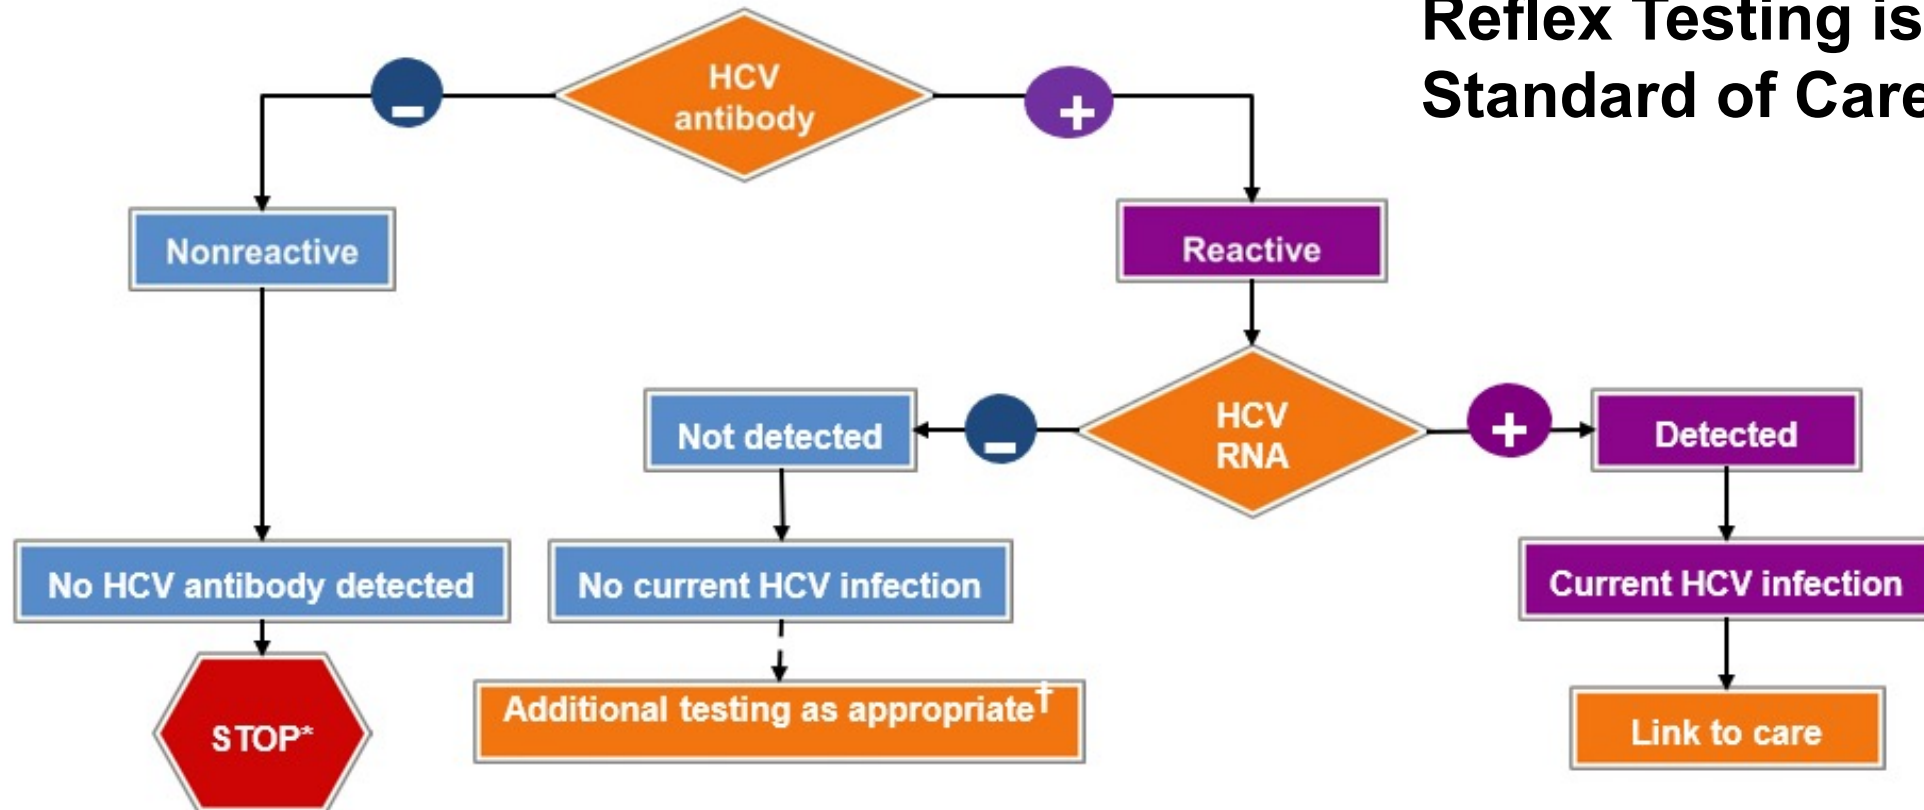 Reflex Testing is
Standard of Care
HCV
antibody
–
+
Nonreactive
Reactive
HCV
RNA
Not detected
–
+
Detected
No HCV antibody detected
No current HCV infection
Current HCV infection
STOP*
Additional testing as appropriate†
Link to care